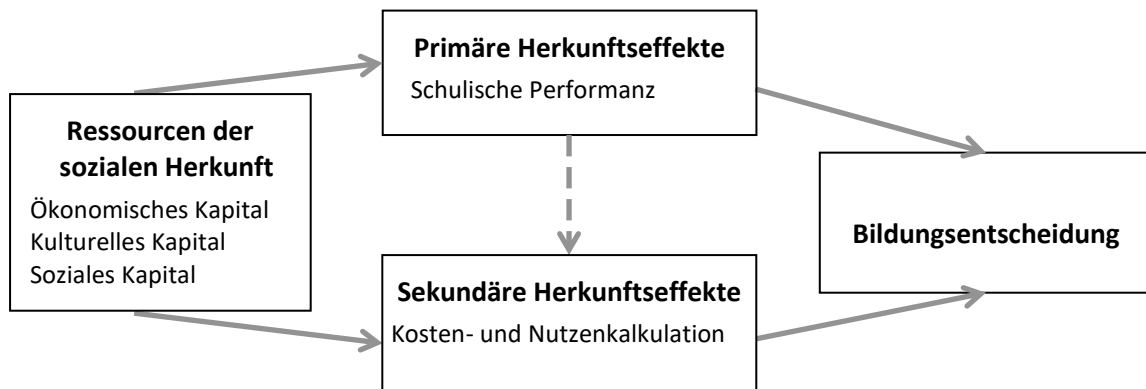 Primäre Herkunftseffekte
Schulische Performanz
Ressourcen der
sozialen Herkunft
Ökonomisches Kapital
Kulturelles Kapital
Soziales Kapital
Bildungsentscheidung
Sekundäre Herkunftseffekte
Kosten- und Nutzenkalkulation